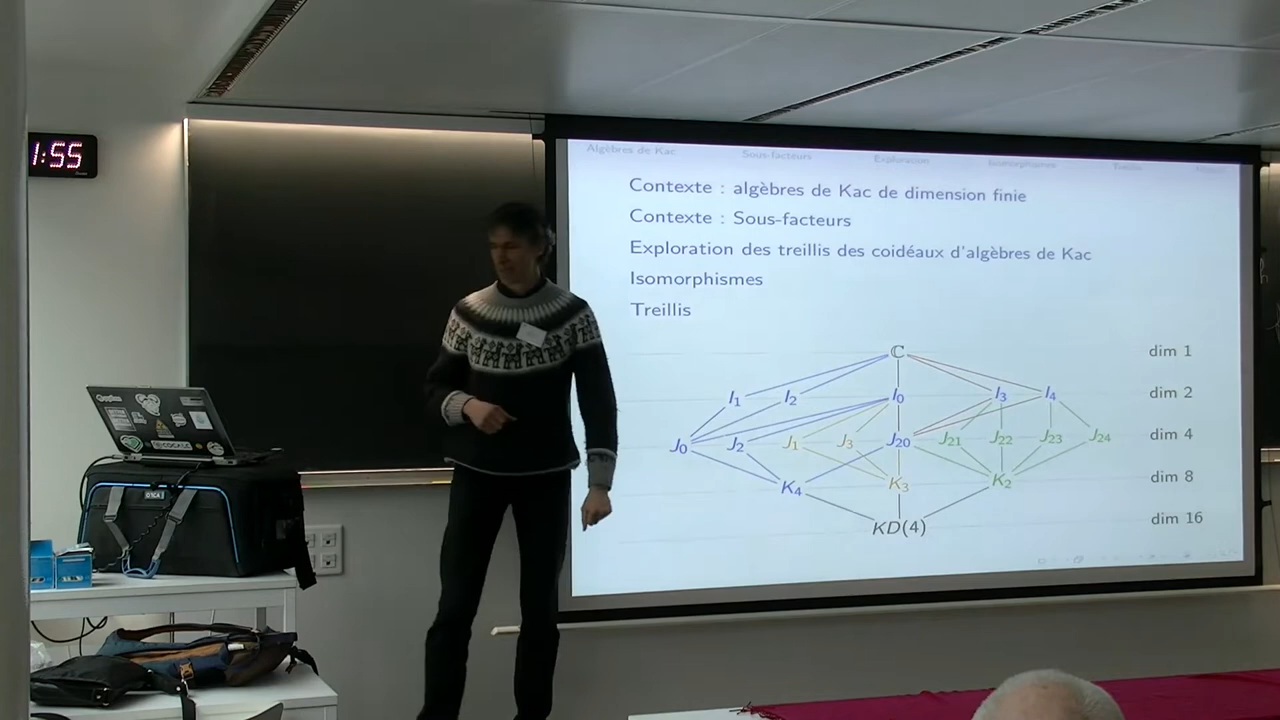 1:55
Algèbres de Kac Sous-facteurs Exploration Isomorphismes Treillis
Contexte : algèbres de Kac de dimension finie
Contexte : Sous-facteurs
Exploration des treillis des coidéaux d'algèbres de Kac
Isomorphismes
Treillis
ℂ dim 1
I₁ I₂ I₀ I₃ I₄ dim 2
J₀ J₂ J₁ J₃ J₂₀ J₂₁ J₂₂ J₂₃ J₂₄ dim 4
K₄ K₃ K₂ dim 8
KD(4) dim 16